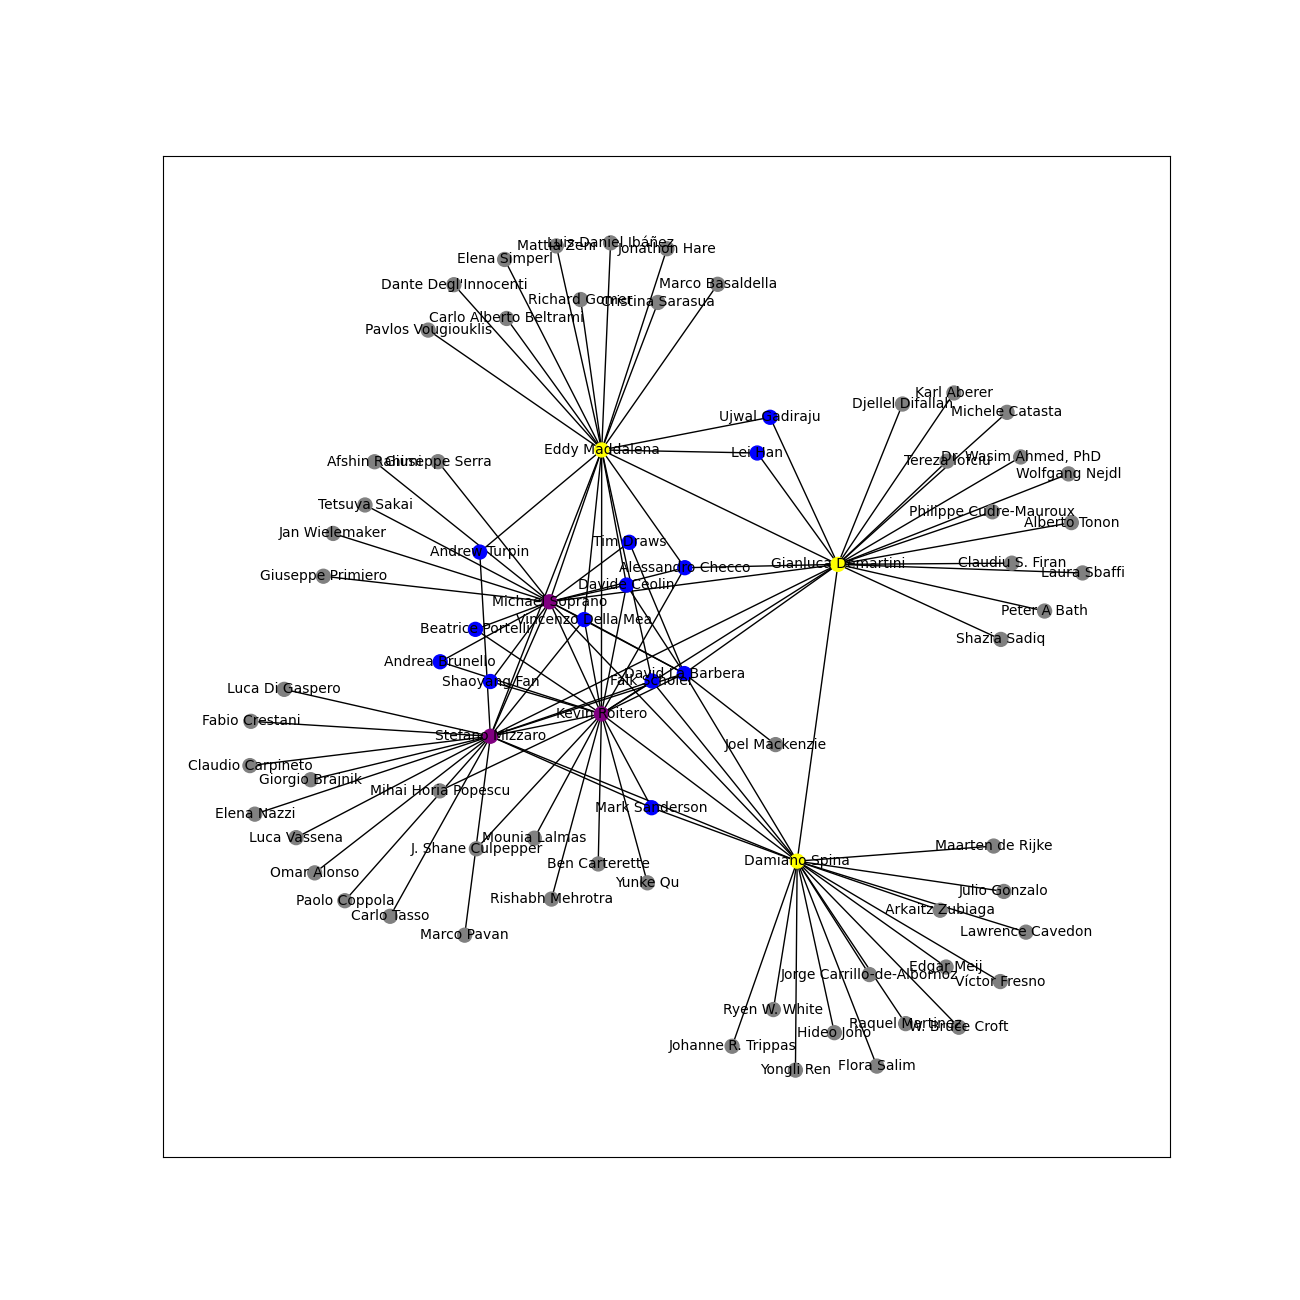 Luis-Daniel Ibáñez
Mattia Zeni
Jonathon Hare
Elena Simperl
Dante Degl'Innocenti
Marco Basaldella
Richard Gomer
Cristina Sarasua
Carlo Alberto Beltrami
Pavlos Vougiouklis
Karl Aberer
Djellel Difallah
Michele Catasta
Ujwal Gadiraju
Eddy Maddalena
Lei Han
Dr. Wasim Ahmed, PhD
Tereza Iofciu
Afshin Rahimi
Giuseppe Serra
Wolfgang Nejdl
Tetsuya Sakai
Philippe Cudre-Mauroux
Alberto Tonon
Jan Wielemaker
Tim Draws
Andrew Turpin
Claudiu S. Firan
Gianluca Demartini
Alessandro Checco
Laura Sbaffi
Giuseppe Primiero
Davide Ceolin
Michael Soprano
Peter A Bath
Vincenzo Della Mea
Beatrice Portelli
Shazia Sadiq
Andrea Brunello
David La Barbera
Shaoyang Fan
Falk Scholer
Luca Di Gaspero
Kevin Roitero
Fabio Crestani
Stefano Mizzaro
Joel Mackenzie
Claudio Carpineto
Giorgio Brajnik
Mihai Horia Popescu
Mark Sanderson
Elena Nazzi
Luca Vassena
Mounia Lalmas
Maarten de Rijke
J. Shane Culpepper
Damiano Spina
Ben Carterette
Omar Alonso
Yunke Qu
Julio Gonzalo
Rishabh Mehrotra
Paolo Coppola
Arkaitz Zubiaga
Carlo Tasso
Lawrence Cavedon
Marco Pavan
Edgar Meij
Jorge Carrillo-de-Albornoz
Víctor Fresno
Ryen W. White
Raquel Martinez
W. Bruce Croft
Hideo Joho
Johanne R. Trippas
Flora Salim
Yongli Ren